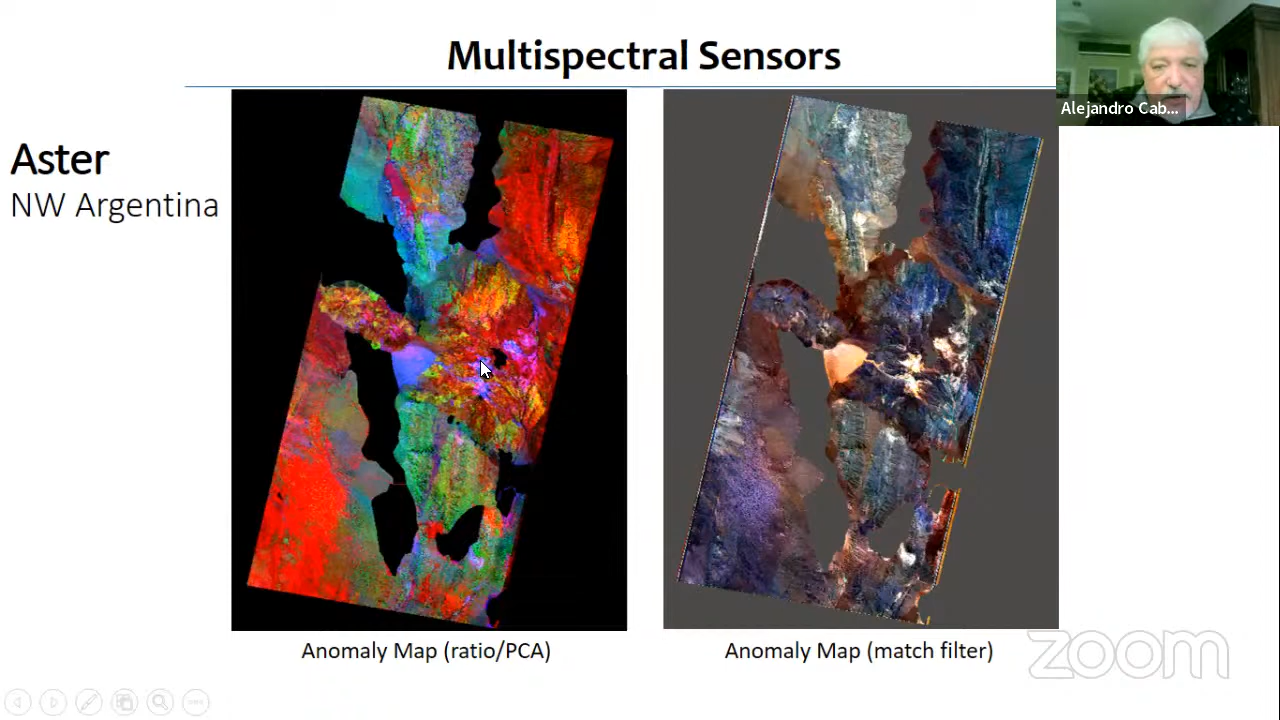 Multispectral Sensors
Alejandro Cab...
Aster
NW Argentina
Anomaly Map (ratio/PCA)
Anomaly Map (match filter)
zoom